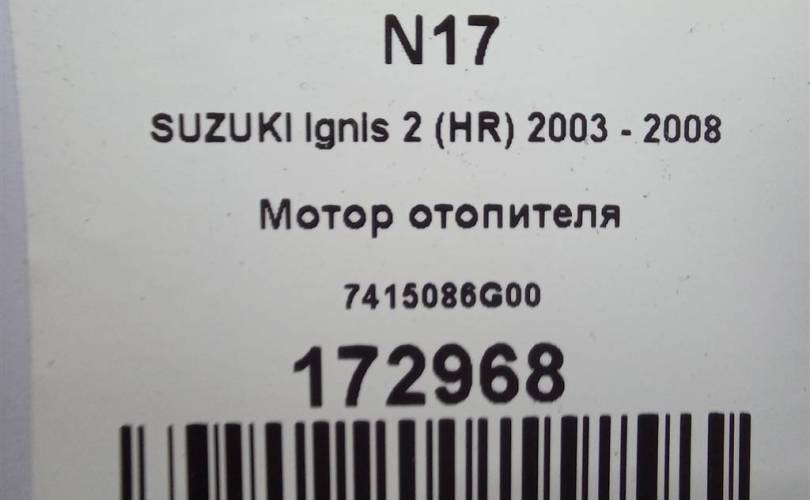 N17
SUZUKI Ignis 2 (HR) 2003 - 2008
Мотор отопителя
7415086G00
172968